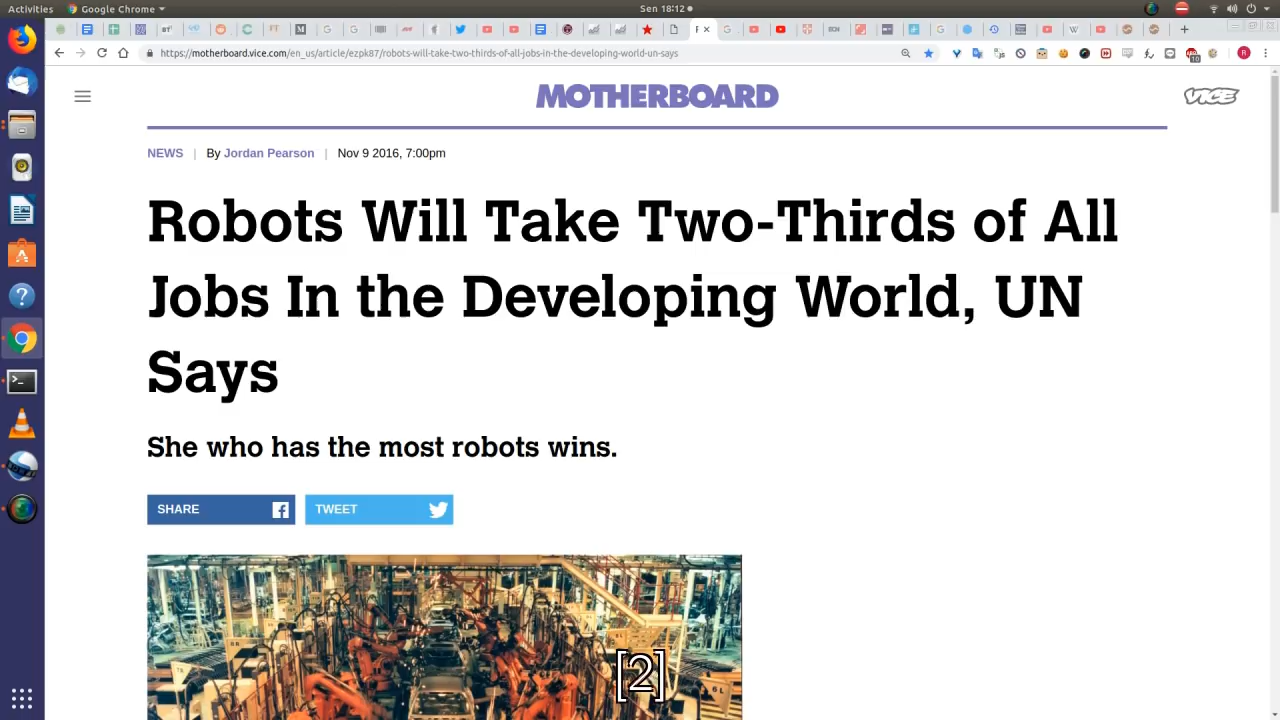 Activities
Google Chrome
Sen 18:12
https://motherboard.vice.com/en_us/article/ezpk87/robots-will-take-two-thirds-of-all-jobs-in-the-developing-world-un-says
MOTHERBOARD
VICE
NEWS | By Jordan Pearson | Nov 9 2016, 7:00pm
Robots Will Take Two-Thirds of All
Jobs In the Developing World, UN
Says
She who has the most robots wins.
SHARE
TWEET
[2]